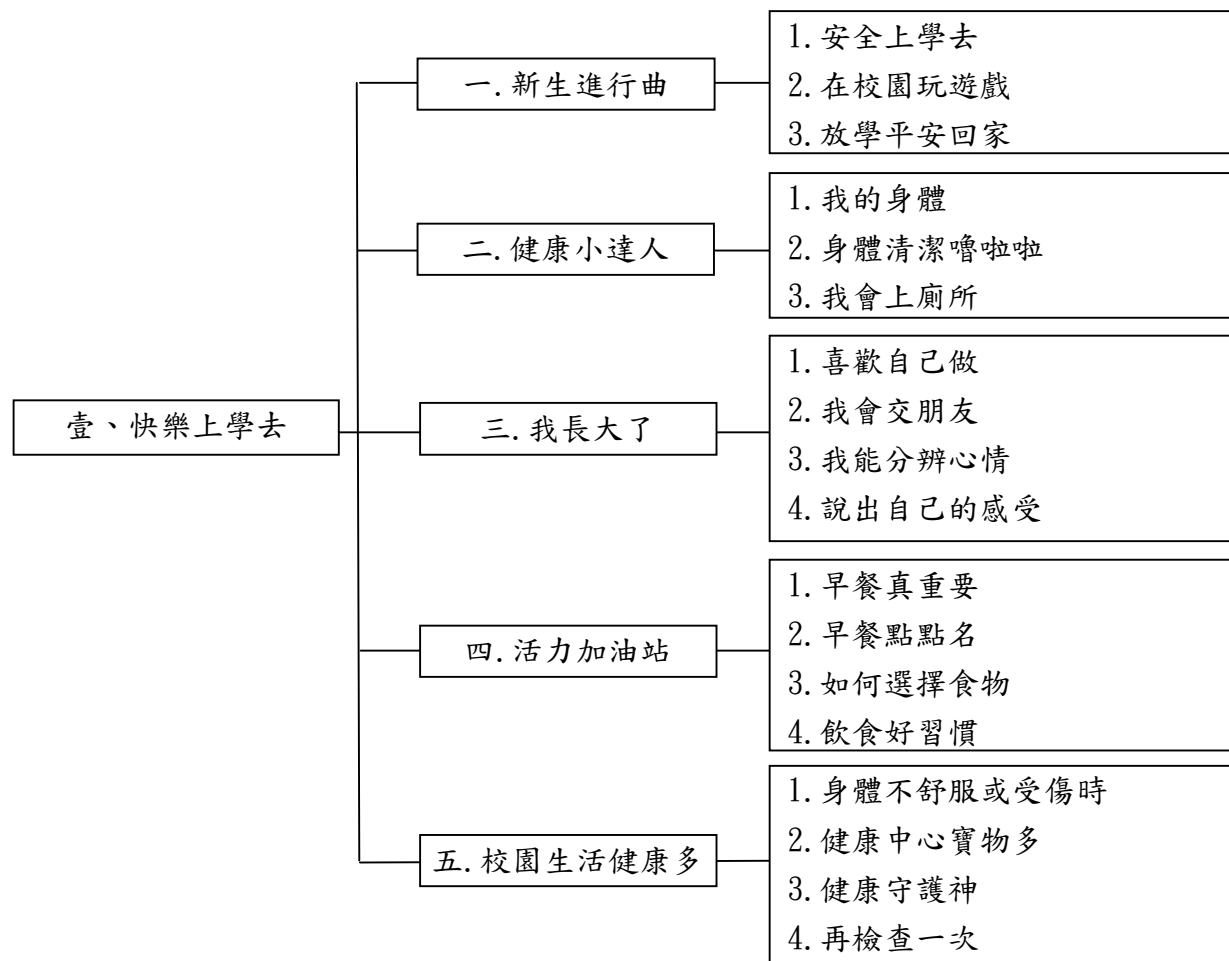 壹、快樂上學去
一.新生進行曲
1.安全上學去
2.在校園玩遊戲
3.放學平安回家
二.健康小達人
1.我的身體
2.身體清潔嚕啦啦
3.我會上廁所
三.我長大了
1.喜歡自己做
2.我會交朋友
3.我能分辨心情
4.說出自己的感受
四.活力加油站
1.早餐真重要
2.早餐點點名
3.如何選擇食物
4.飲食好習慣
五.校園生活健康多
1.身體不舒服或受傷時
2.健康中心寶物多
3.健康守護神
4.再檢查一次